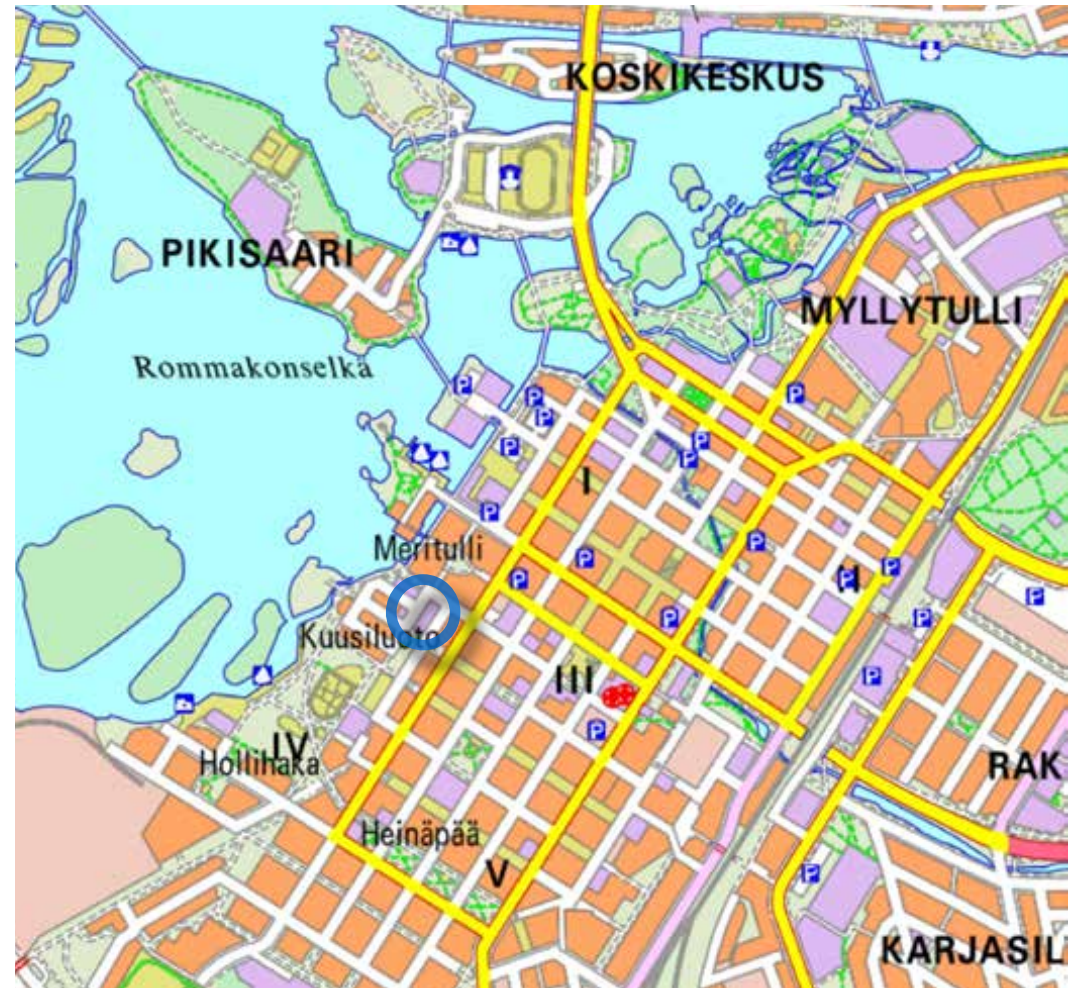 KOSKIKESKUS
PIKISAARI
MYLLYTULLI
Rommakonselkä
P
P
P
P
P
P
P
I
P
Meritulli
P
P
P
II
P
P
P
P
Kuusiluoto
P
III
P
P
IV
Hollihaka
RAK
Heinäpää
V
P
KARJASIL